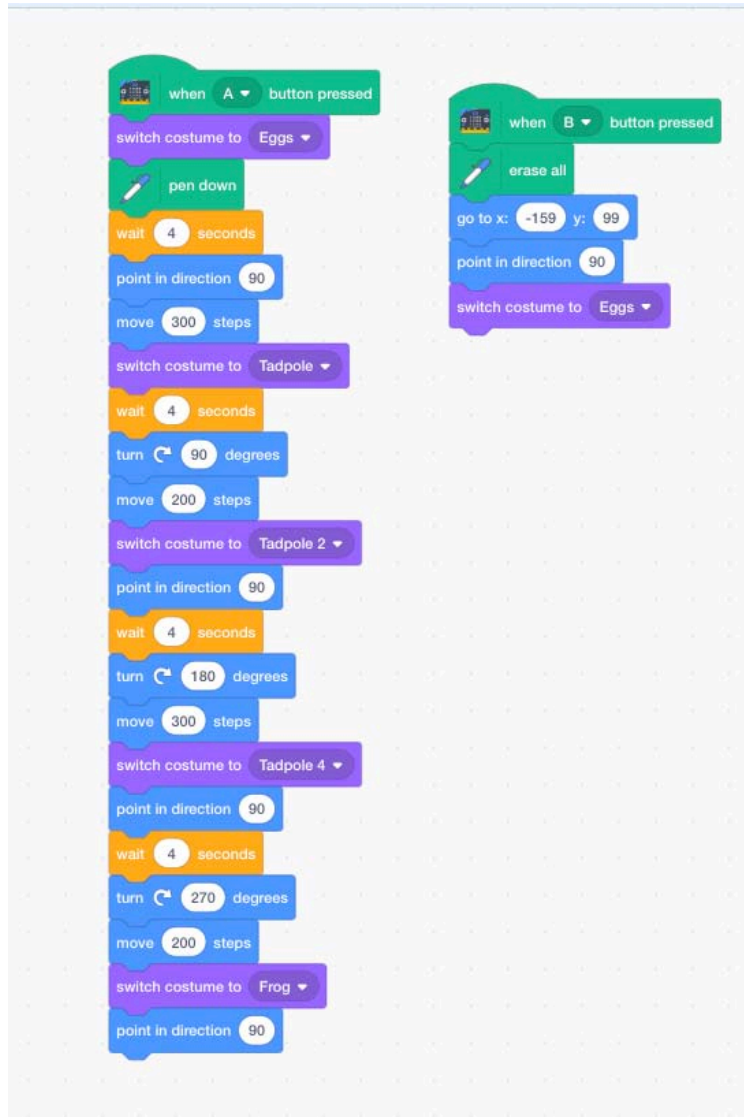 when A button pressed
switch costume to Eggs
pen down
wait 4 seconds
point in direction 90
move 300 steps
switch costume to Tadpole
wait 4 seconds
turn 90 degrees
move 200 steps
switch costume to Tadpole 2
point in direction 90
wait 4 seconds
turn 180 degrees
move 300 steps
switch costume to Tadpole 4
point in direction 90
wait 4 seconds
turn 270 degrees
move 200 steps
switch costume to Frog
point in direction 90
when B button pressed
erase all
go to x: -159 y: 99
point in direction 90
switch costume to Eggs